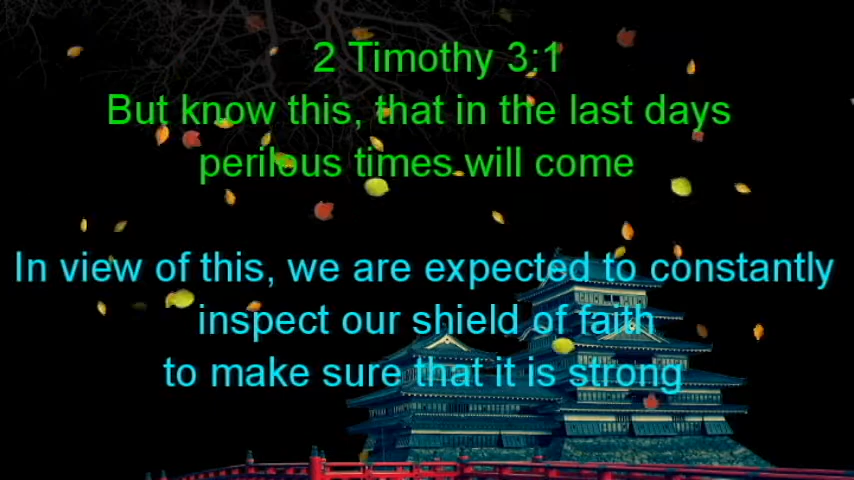 2 Timothy 3:1
But know this, that in the last days
perilous times will come
In view of this, we are expected to constantly
inspect our shield of faith
to make sure that it is strong